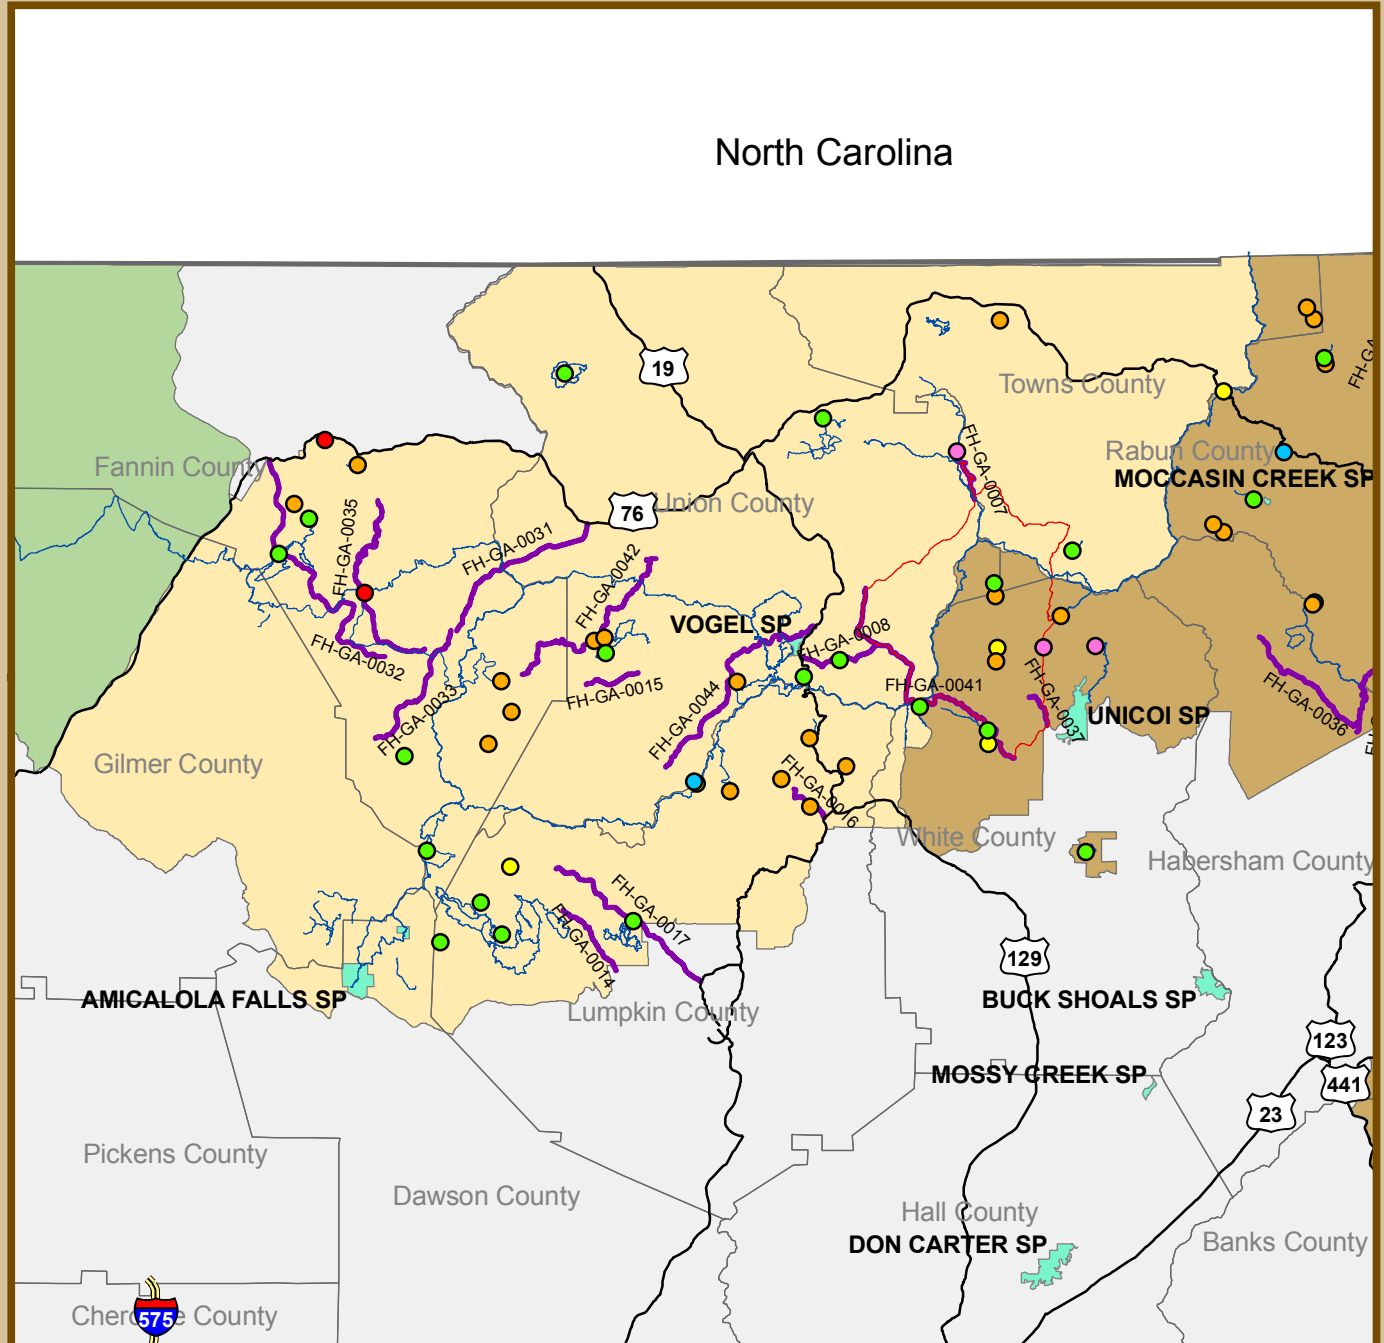 North Carolina
19
Towns County
FH-GA
Fannin County
Rabun County
MOCCASIN CREEK SP
FH-GA-0007
76
Union County
FH-GA-0035
FH-GA-0031
FH-GA-0042
VOGEL SP
FH-GA-0008
FH-GA-0032
FH-GA-0015
FH-GA-0041
FH-GA-0037
FH-GA-0036
FH-GA-0033
FH-GA-0044
UNICOI SP
Gilmer County
FH-GA-0016
White County
Habersham County
FH-GA-0017
FH-GA-0014
129
AMICALOLA FALLS SP
BUCK SHOALS SP
Lumpkin County
123
MOSSY CREEK SP
441
23
Pickens County
Dawson County
Hall County
DON CARTER SP
Banks County
Cherokee County
575